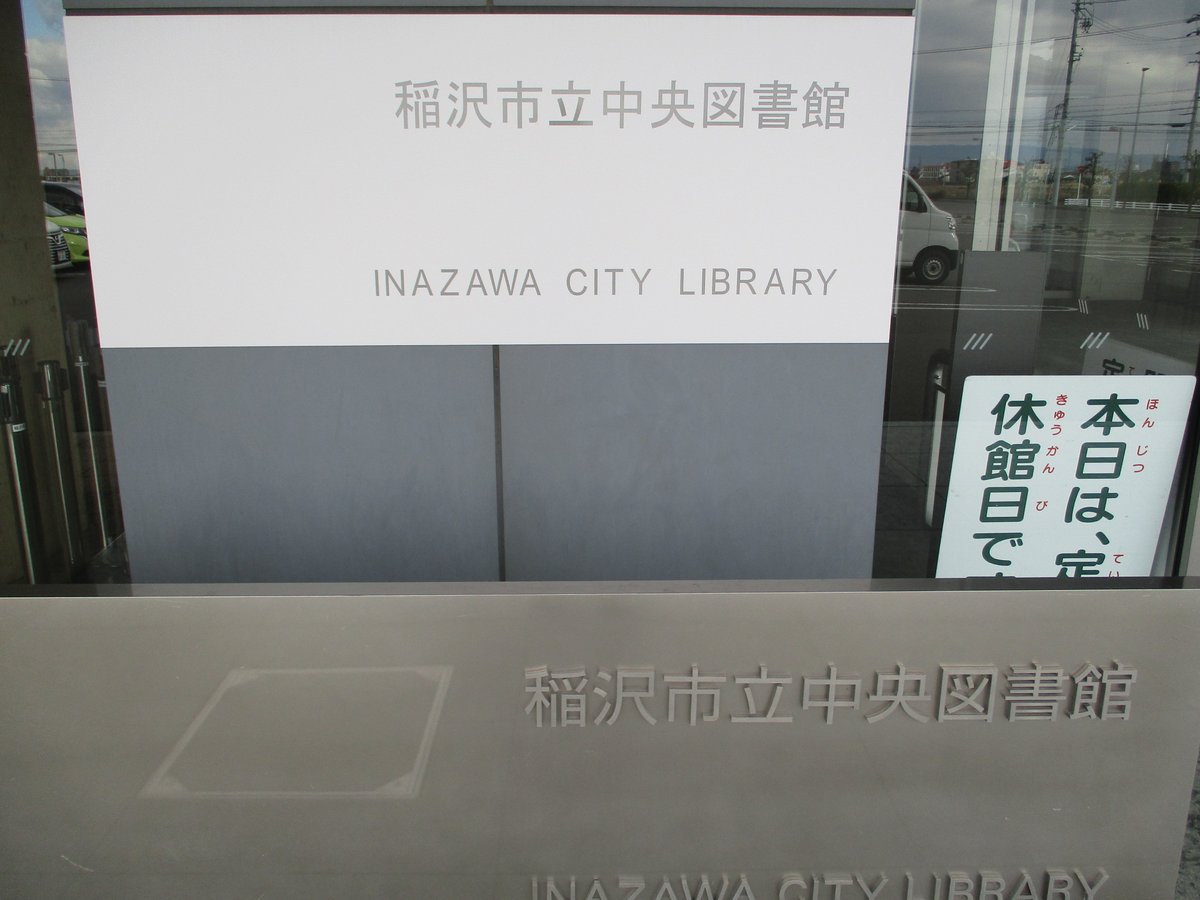 稲沢市立中央図書館
INAZAWA CITY LIBRARY
本日は、定
ほん じつ てい
休館日で
きゅう かん び
稲沢市立中央図書館
INAZAWA CITY LIBRARY